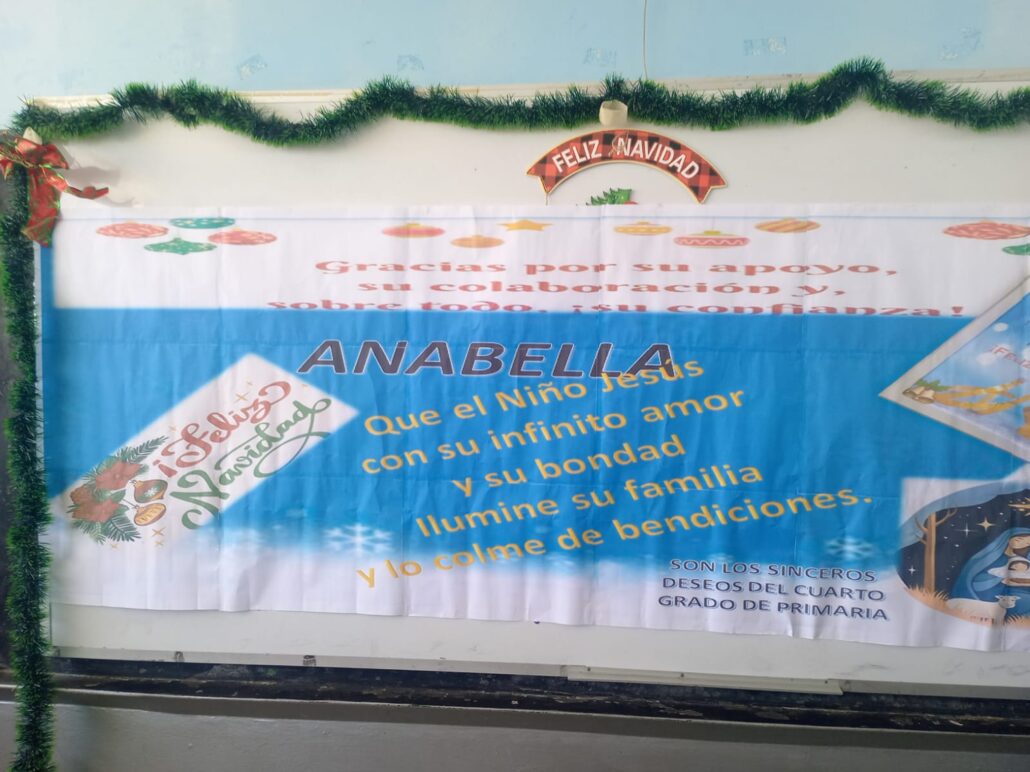 FELIZ NAVIDAD
Gracias por su apoyo,
su colaboración y,
sobre todo, ¡su confianza!
ANABELLA
Que el Niño Jesús
con su infinito amor
y su bondad
Ilumine su familia
y lo colme de bendiciones.
¡Feliz
Navidad
¡Feliz
SON LOS SINCEROS
DESEOS DEL CUARTO
GRADO DE PRIMARIA